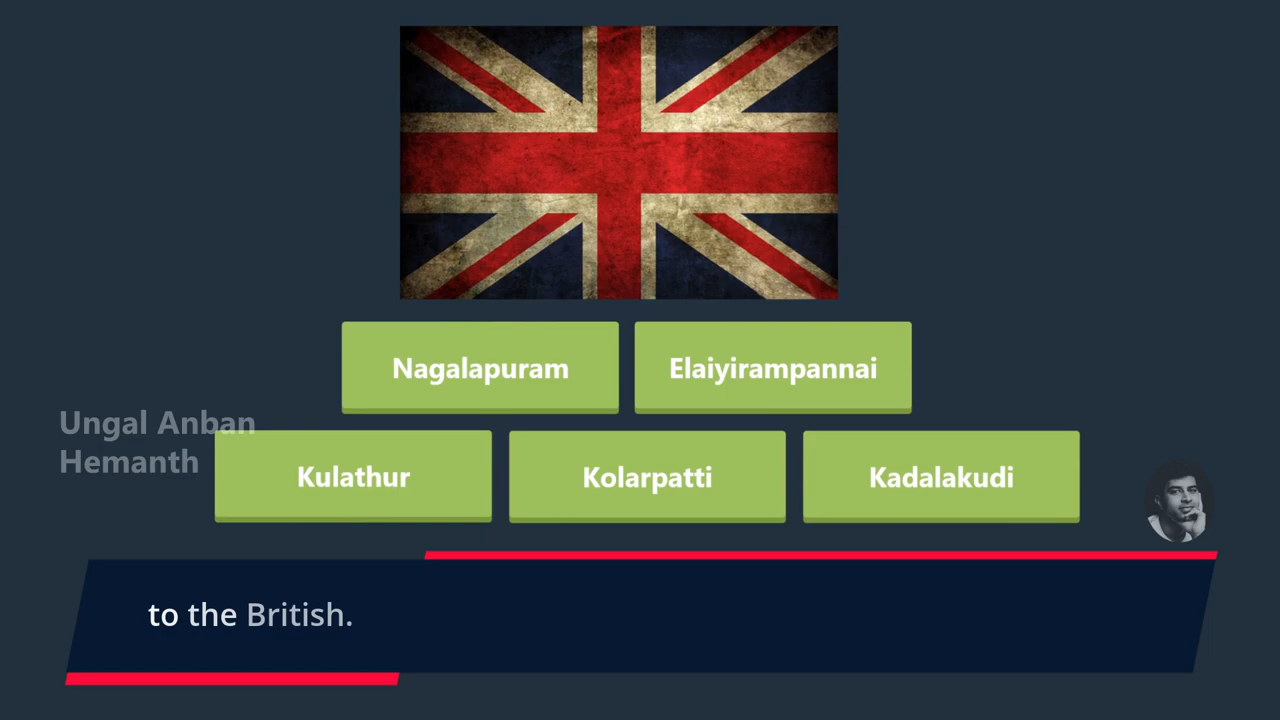 Nagalapuram
Elaiyirampannai
Ungal Anban
Hemanth
Kulathur
Kolarpatti
Kadalakudi
to the British.